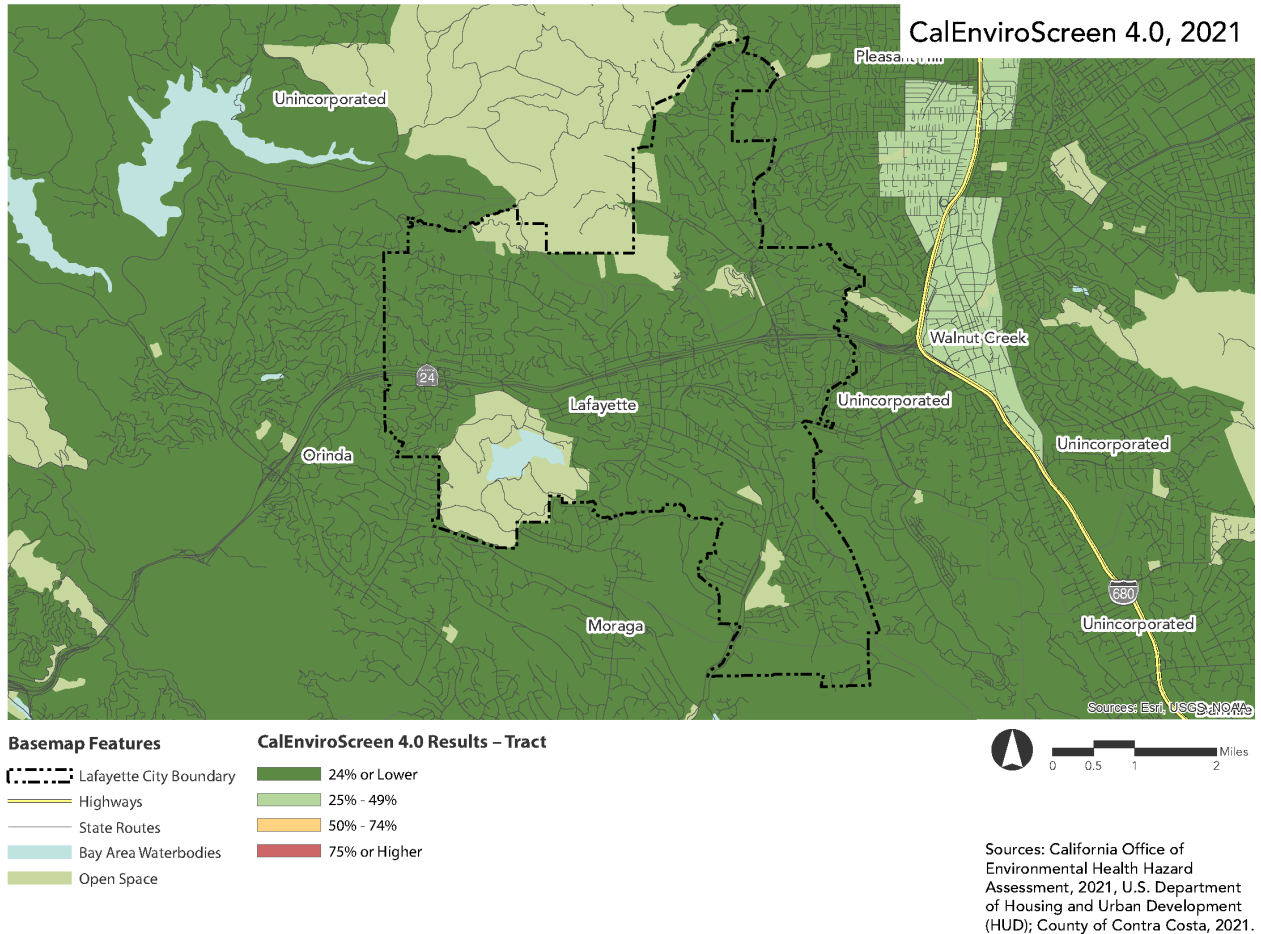 CalEnviroScreen 4.0, 2021
Pleasant Hill
Unincorporated
Walnut Creek
24
Lafayette
Unincorporated
Unincorporated
Orinda
680
Moraga
Unincorporated
Sources: Esri, USGS, NOAA
Danville
Basemap Features
Lafayette City Boundary
Highways
State Routes
Bay Area Waterbodies
Open Space
CalEnviroScreen 4.0 Results – Tract
24% or Lower
25% - 49%
50% - 74%
75% or Higher
Miles
0 0.5 1 2
Sources: California Office of
Environmental Health Hazard
Assessment, 2021, U.S. Department
of Housing and Urban Development
(HUD); County of Contra Costa, 2021.